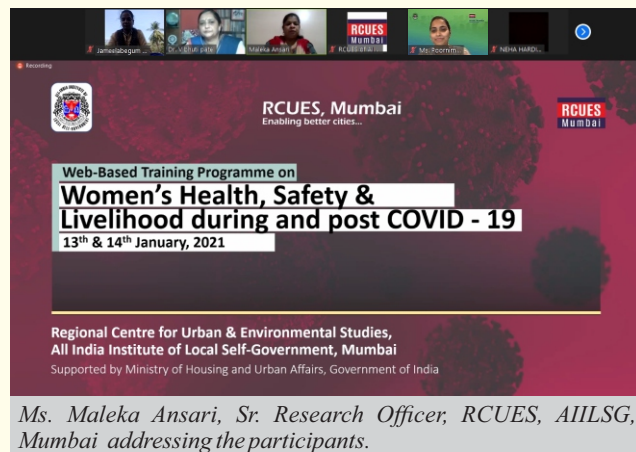 Jameelabegum ...
Maleka Ansari
RCUES
Mumbai
Ms. Poornim...
NEHA HARDI...
Recording
RCUES, Mumbai
Enabling better cities...
RCUES
Mumbai
Web-Based Training Programme on
Women's Health, Safety &
Livelihood during and post COVID - 19
13th & 14th January, 2021
Regional Centre for Urban & Environmental Studies,
All India Institute of Local Self-Government, Mumbai
Supported by Ministry of Housing and Urban Affairs, Government of India
Ms. Maleka Ansari, Sr. Research Officer, RCUES, AIILSG,
Mumbai addressing the participants.